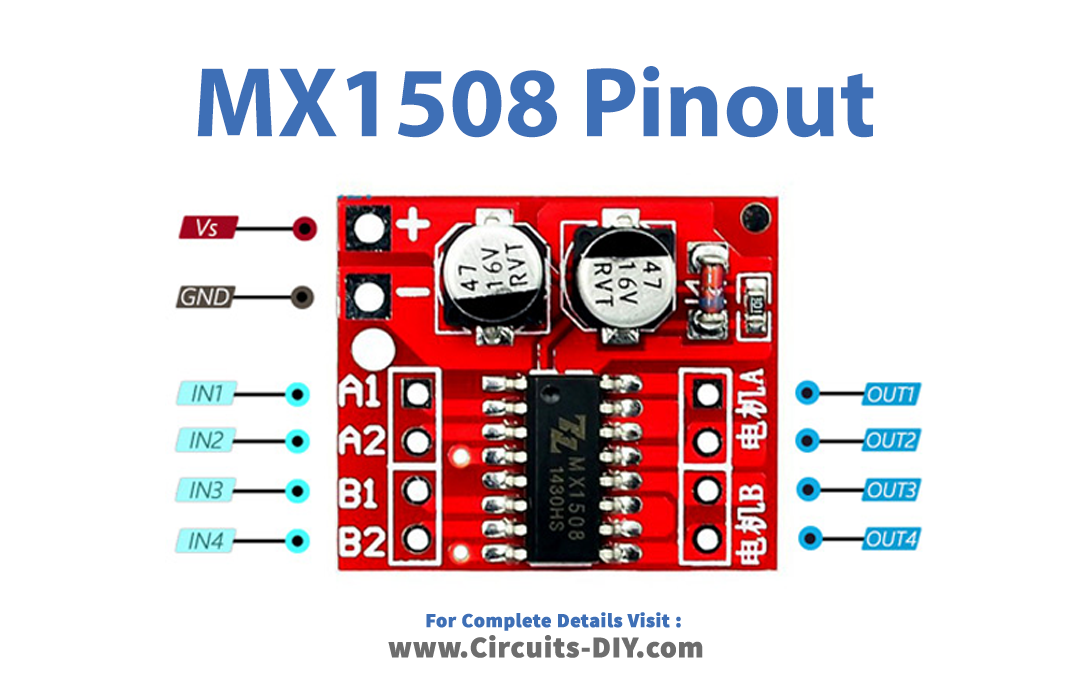 MX1508 Pinout
Vs
+
47
16V
RVT
47
16V
RVT
GND
-
101
IN1
A1
OUT1
电机A
IN2
A2
OUT2
IN3
B1
MX1508
1430HS
OUT3
电机B
IN4
B2
OUT4
For Complete Details Visit :
www.Circuits-DIY.com